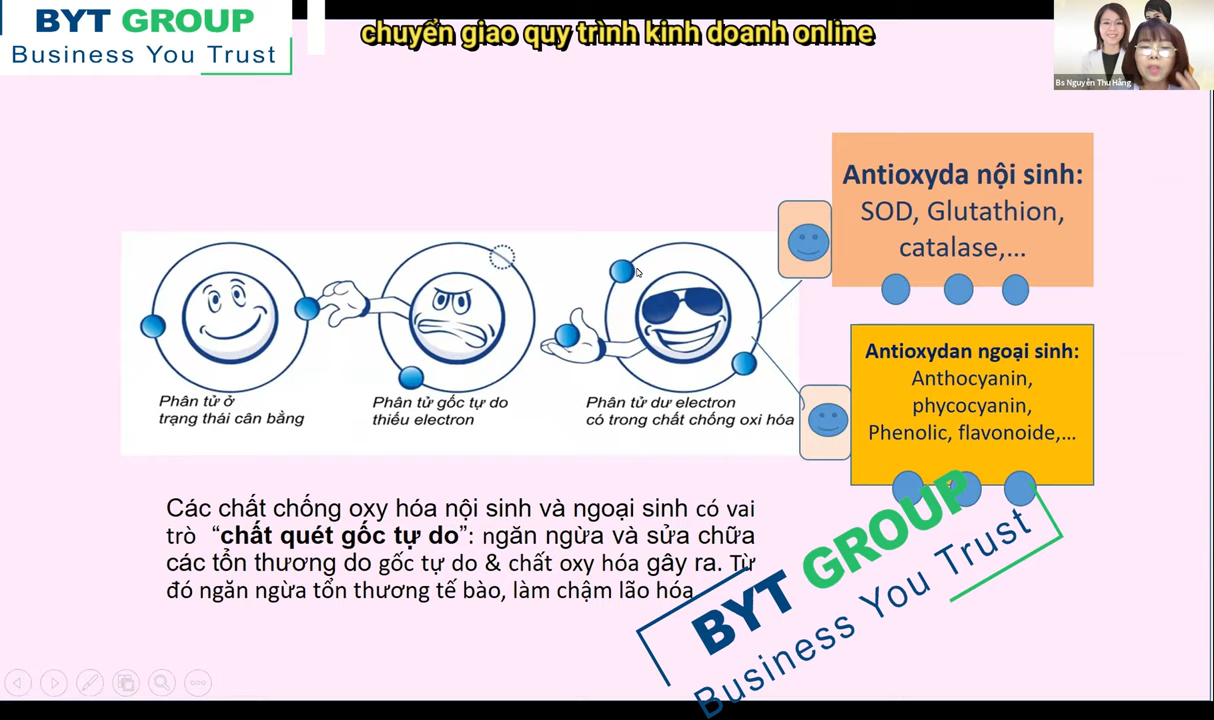 BYT GROUP
Business You Trust
chuyển giao quy trình kinh doanh online
Bs Nguyễn Thu Hằng
Antioxyda nội sinh:
SOD, Glutathion,
catalase,...
Antioxydan ngoại sinh:
Anthocyanin,
phycocyanin,
Phenolic, flavonoide,...
Phân tử ở
trạng thái cân bằng
Phân tử gốc tự do
thiếu electron
Phân tử dư electron
có trong chất chống oxi hóa
Các chất chống oxy hóa nội sinh và ngoại sinh có vai
trò “chất quét gốc tự do”: ngăn ngừa và sửa chữa
các tổn thương do gốc tự do & chất oxy hóa gây ra. Từ
đó ngăn ngừa tổn thương tế bào, làm chậm lão hóa
BYT GROUP
Business You Trust